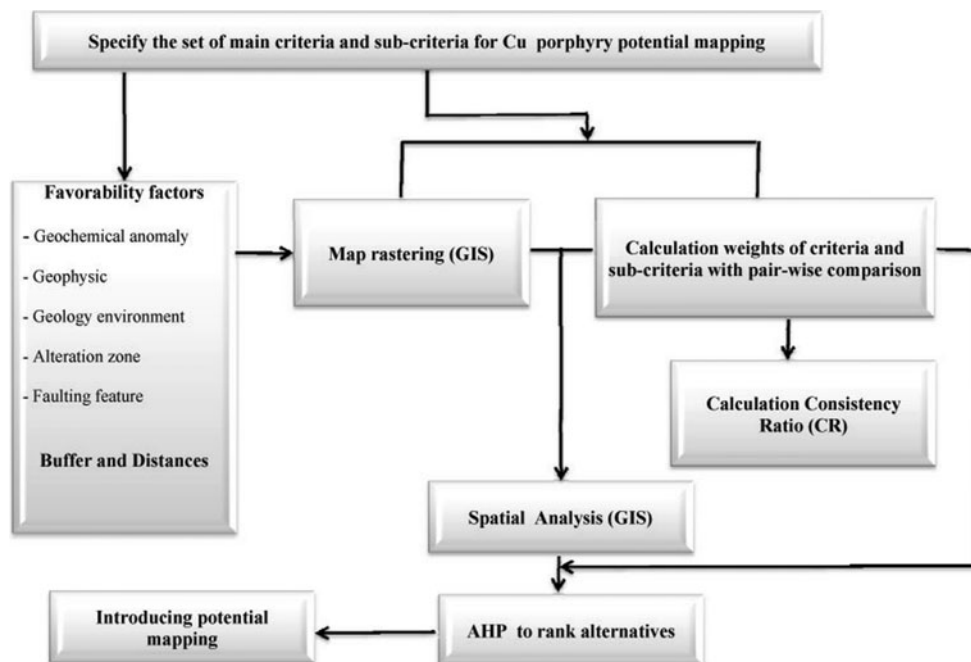 Specify the set of main criteria and sub-criteria for Cu porphyry potential mapping
Favorability factors
- Geochemical anomaly
- Geophysic
- Geology environment
- Alteration zone
- Faulting feature
Buffer and Distances
Map rastering (GIS)
Calculation weights of criteria and
sub-criteria with pair-wise comparison
Calculation Consistency
Ratio (CR)
Spatial Analysis (GIS)
AHP to rank alternatives
Introducing potential
mapping